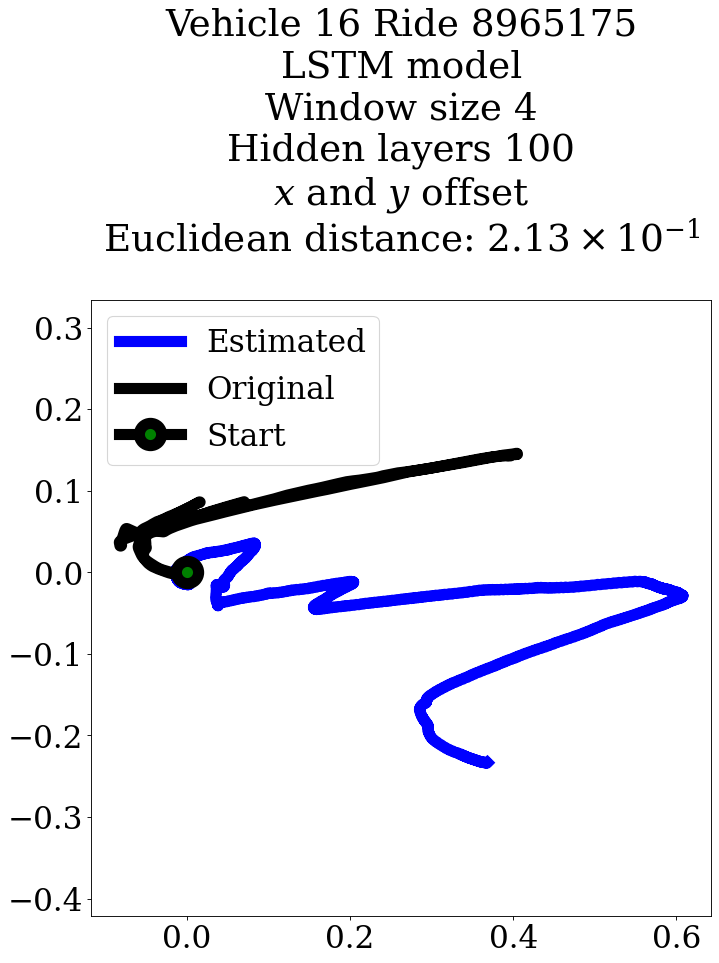 Vehicle 16 Ride 8965175
LSTM model
Window size 4
Hidden layers 100
x and y offset
Euclidean distance: 2.13 × 10⁻¹
Estimated
Original
Start
0.3
0.2
0.1
0.0
−0.1
−0.2
−0.3
−0.4
0.0 0.2 0.4 0.6